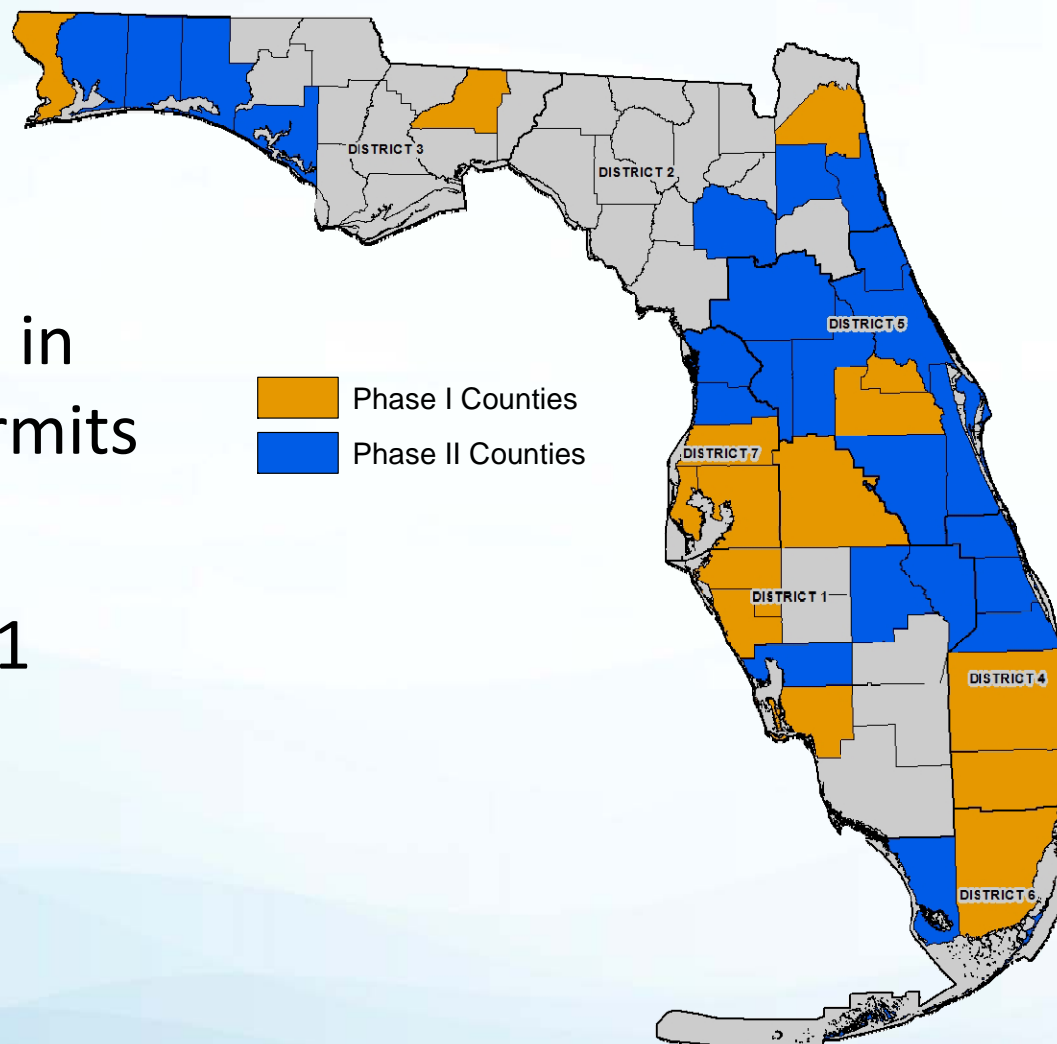 in
rmits
1
Phase I Counties
Phase II Counties
DISTRICT 3
DISTRICT 2
DISTRICT 5
DISTRICT 7
DISTRICT 1
DISTRICT 4
DISTRICT 6